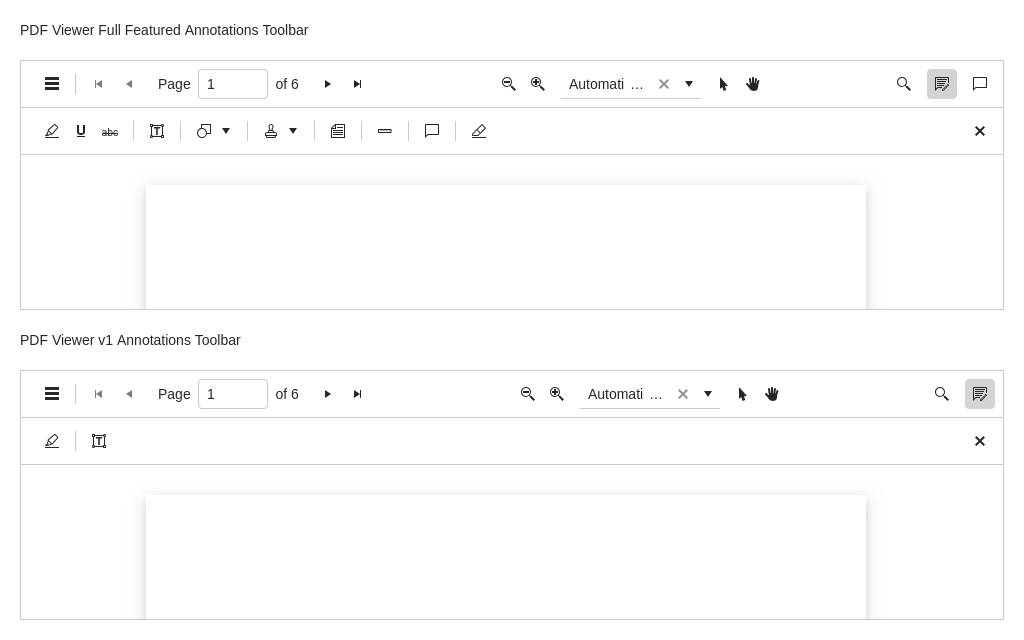 PDF Viewer Full Featured Annotations Toolbar
Page 1 of 6 Automati ...
U abc T
PDF Viewer v1 Annotations Toolbar
Page 1 of 6 Automati ...
T